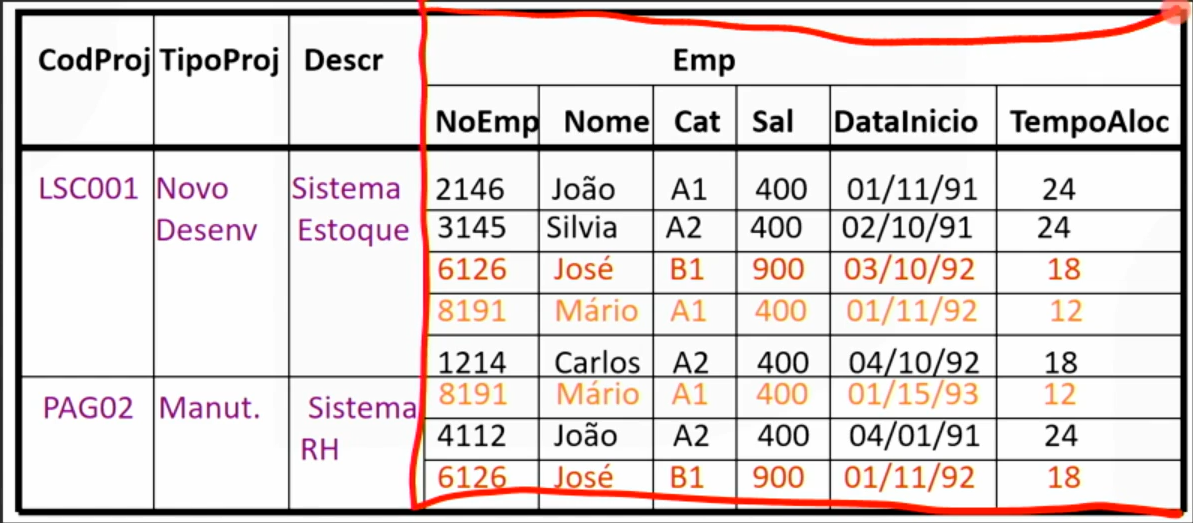 CodProj TipoProj Descr Emp
NoEmp Nome Cat Sal DataInicio TempoAloc
LSC001 Novo Sistema 2146 João A1 400 01/11/91 24
Desenv Estoque 3145 Silvia A2 400 02/10/91 24
6126 José B1 900 03/10/92 18
8191 Mário A1 400 01/11/92 12
1214 Carlos A2 400 04/10/92 18
8191 Mário A1 400 01/15/93 12
PAG02 Manut. Sistema 4112 João A2 400 04/01/91 24
RH 6126 José B1 900 01/11/92 18